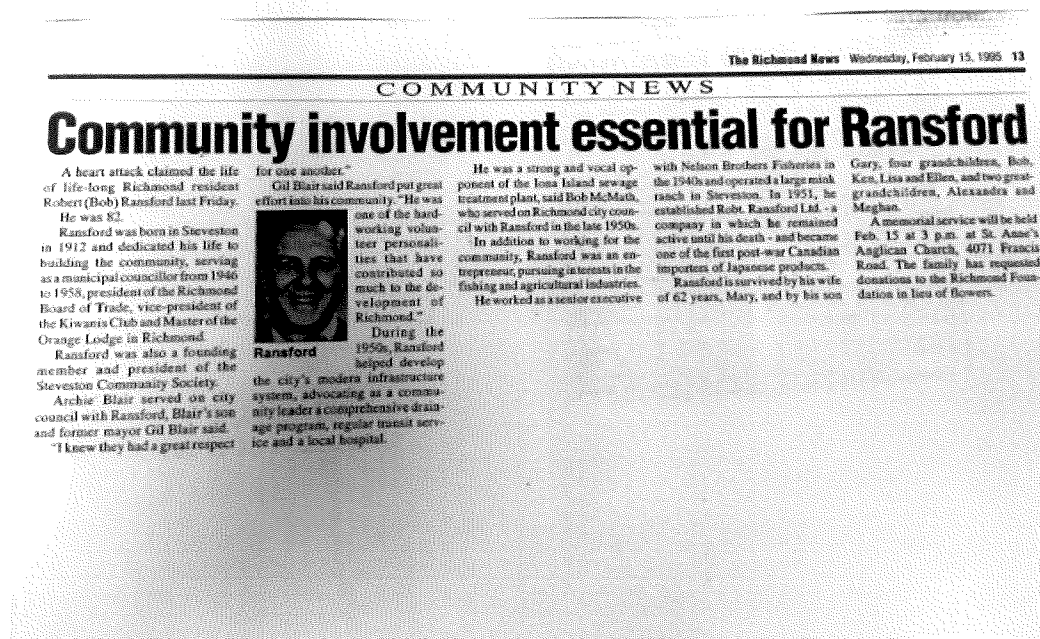 The Richmond News Wednesday, February 15, 1995 13
COMMUNITY NEWS
Community involvement essential for Ransford
A heart attack claimed the life
of life-long Richmond resident
Robert (Bob) Ransford last Friday.
He was 82.
Ransford was born in Steveston
in 1912 and dedicated his life to
building the community, serving
as a municipal councillor from 1946
to 1958, president of the Richmond
Board of Trade, vice-president of
the Kiwanis Club and Master of the
Orange Lodge in Richmond.
Ransford was also a founding
member and president of the
Steveston Community Society.
Archie Blair served on city
council with Ransford, Blair's son
and former mayor Gil Blair said.
"I knew they had a great respect
for one another."
Gil Blair said Ransford put great
effort into his community. "He was
one of the hard-
working volun-
teer personali-
ties that have
contributed so
much to the de-
velopment of
Richmond."
During the
1950s, Ransford
helped develop
Ransford
the city's modern infrastructure
system, advocating as a commu-
nity leader a comprehensive drain-
age program, regular transit serv-
ice and a local hospital.
He was a strong and vocal op-
ponent of the Iona Island sewage
treatment plant, said Bob McMath,
who served on Richmond city coun-
cil with Ransford in the late 1950s.
In addition to working for the
community, Ransford was an en-
trepreneur, pursuing interests in the
fishing and agricultural industries.
He worked as a senior executive
with Nelson Brothers Fisheries in
the 1940s and operated a large mink
ranch in Steveston. In 1951, he
established Robt. Ransford Ltd. - a
company in which he remained
active until his death - and became
one of the first post-war Canadian
importers of Japanese products.
Ransford is survived by his wife
of 62 years, Mary, and by his son
Gary, four grandchildren, Bob,
Ken, Lisa and Ellen, and two great-
grandchildren, Alexandra and
Meghan.
A memorial service will be held
Feb. 15 at 3 p.m. at St. Anne's
Anglican Church, 4071 Francis
Road. The family has requested
donations to the Richmond Foun-
dation in lieu of flowers.